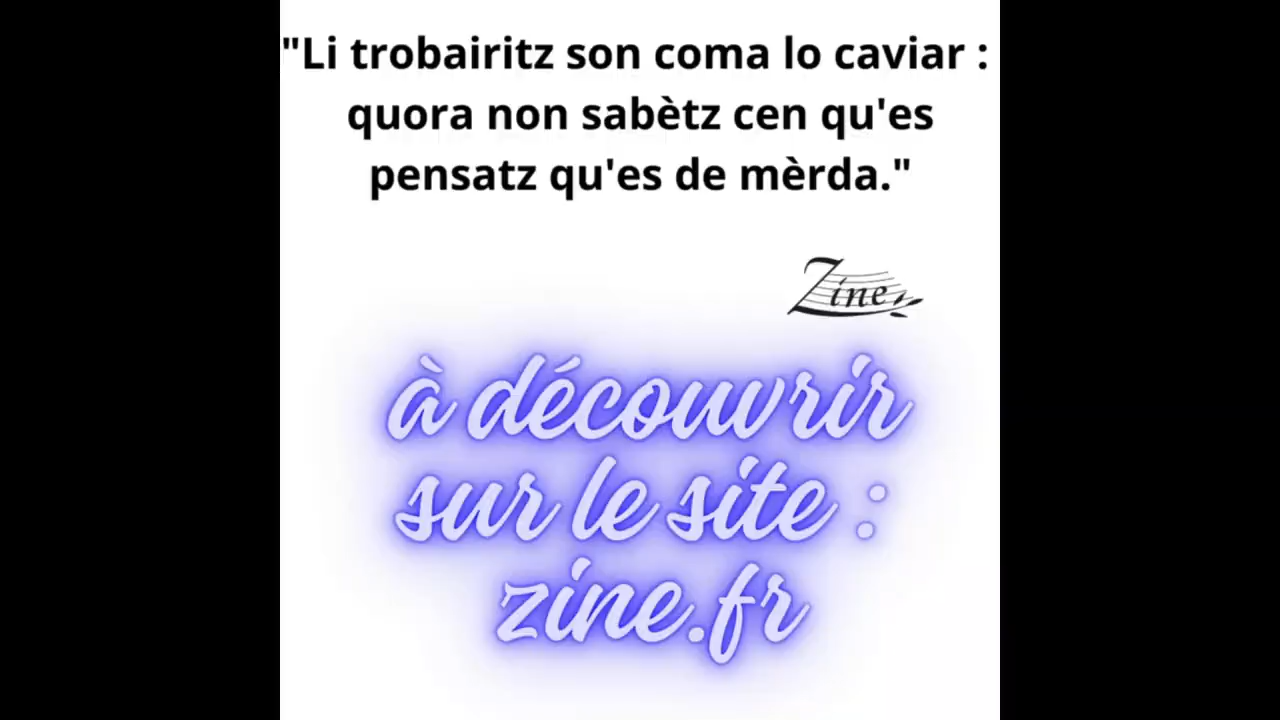 "Li trobairitz son coma lo caviar :
quora non sabètz cen qu'es
pensatz qu'es de mèrda."
Zine
à découvrir
sur le site :
zine.fr